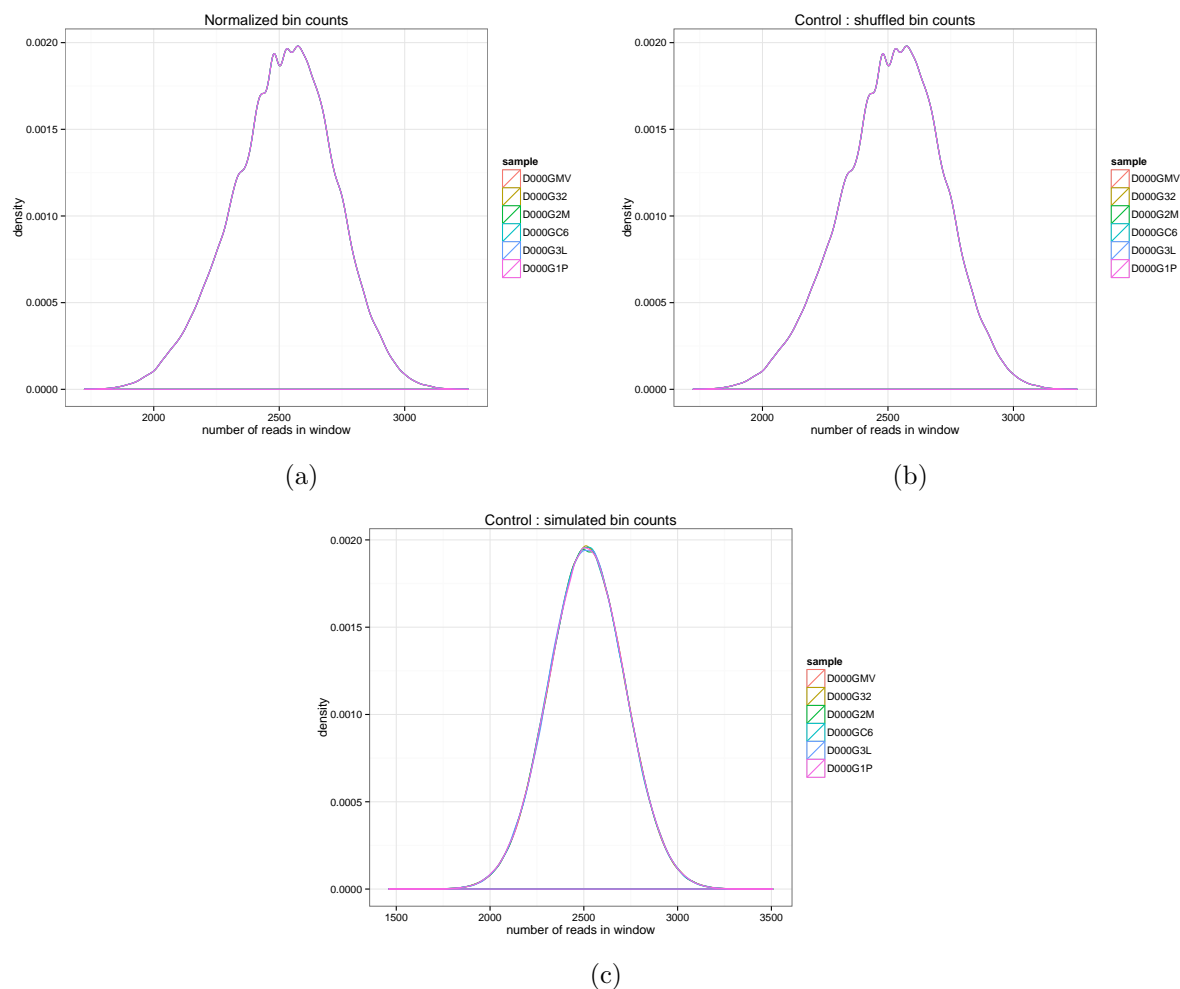 Normalized bin counts
0.0020
0.0015
0.0010
0.0005
0.0000
density
2000 2500 3000
number of reads in window
sample
D000GMV
D000G32
D000G2M
D000GC6
D000G3L
D000G1P
(a)
Control : shuffled bin counts
0.0020
0.0015
0.0010
0.0005
0.0000
density
2000 2500 3000
number of reads in window
sample
D000GMV
D000G32
D000G2M
D000GC6
D000G3L
D000G1P
(b)
Control : simulated bin counts
0.0020
0.0015
0.0010
0.0005
0.0000
density
1500 2000 2500 3000 3500
number of reads in window
sample
D000GMV
D000G32
D000G2M
D000GC6
D000G3L
D000G1P
(c)